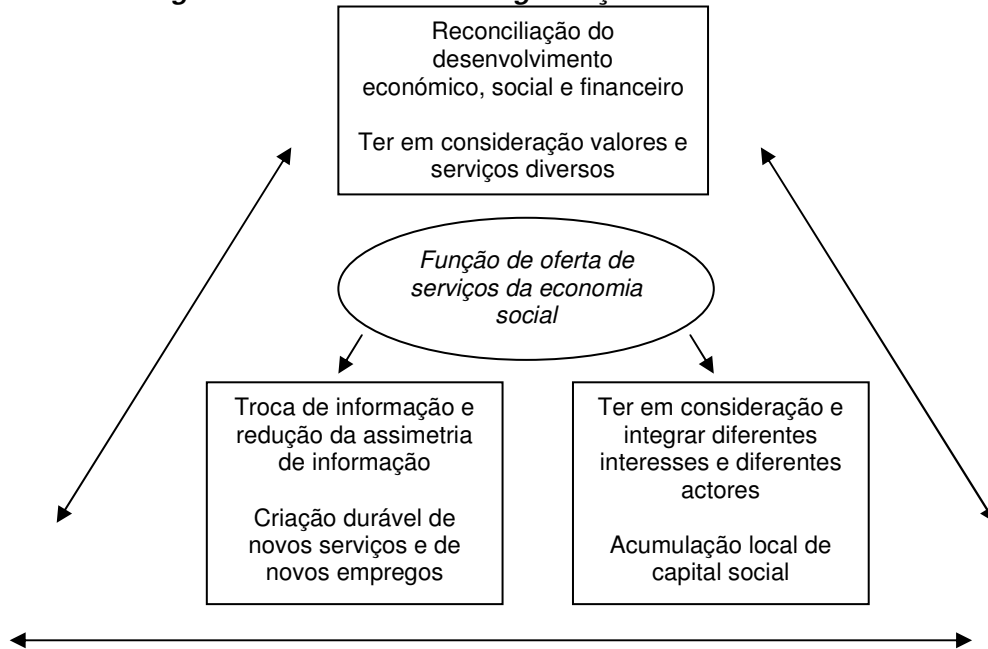 Reconciliação do
desenvolvimento
económico, social e financeiro
Ter em consideração valores e
serviços diversos
Função de oferta de
serviços da economia
social
Troca de informação e
redução da assimetria
de informação
Criação durável de
novos serviços e de
novos empregos
Ter em consideração e
integrar diferentes
interesses e diferentes
actores
Acumulação local de
capital social